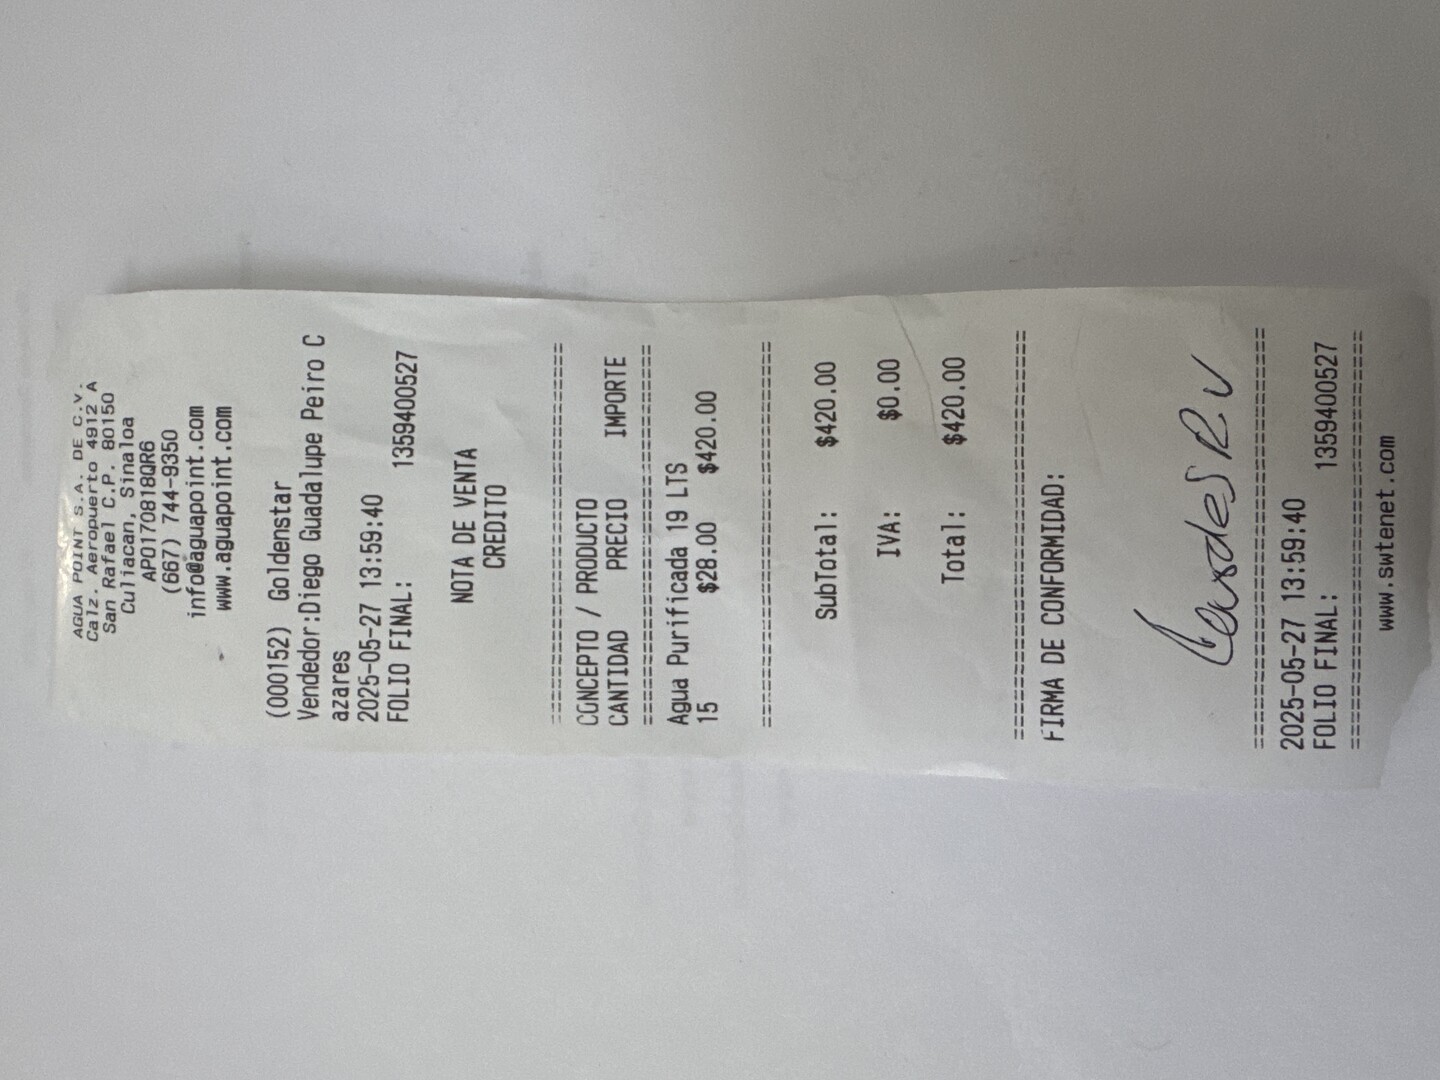 AGUA POINT S.A. DE C.V.
Calz. Aeropuerto 4912 A
San Rafael C.P. 80150
Culiacan, Sinaloa
APO170818QR6
(667) 744-9350
info@aguapoint.com
www.aguapoint.com
(000152) Goldenstar
Vendedor:Diego Guadalupe Peiro C
azares
2025-05-27 13:59:40
FOLIO FINAL: 1359400527
NOTA DE VENTA
CREDITO
================================
CONCEPTO / PRODUCTO
CANTIDAD PRECIO IMPORTE
================================
Agua Purificada 19 LTS
15 $28.00 $420.00
================================
SubTotal: $420.00
IVA: $0.00
Total: $420.00
================================
FIRMA DE CONFORMIDAD:
================================
2025-05-27 13:59:40
FOLIO FINAL: 1359400527
================================
www.swtenet.com